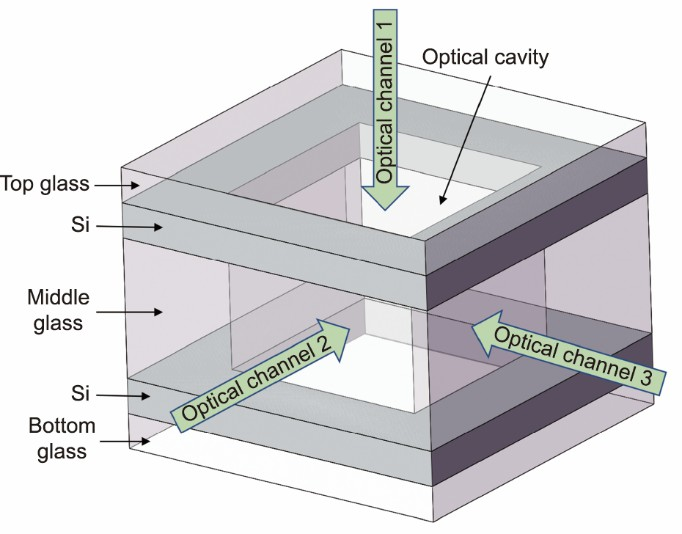 Optical channel 1
Optical cavity
Top glass
Si
Middle
glass
Optical channel 2
Optical channel 3
Si
Bottom
glass